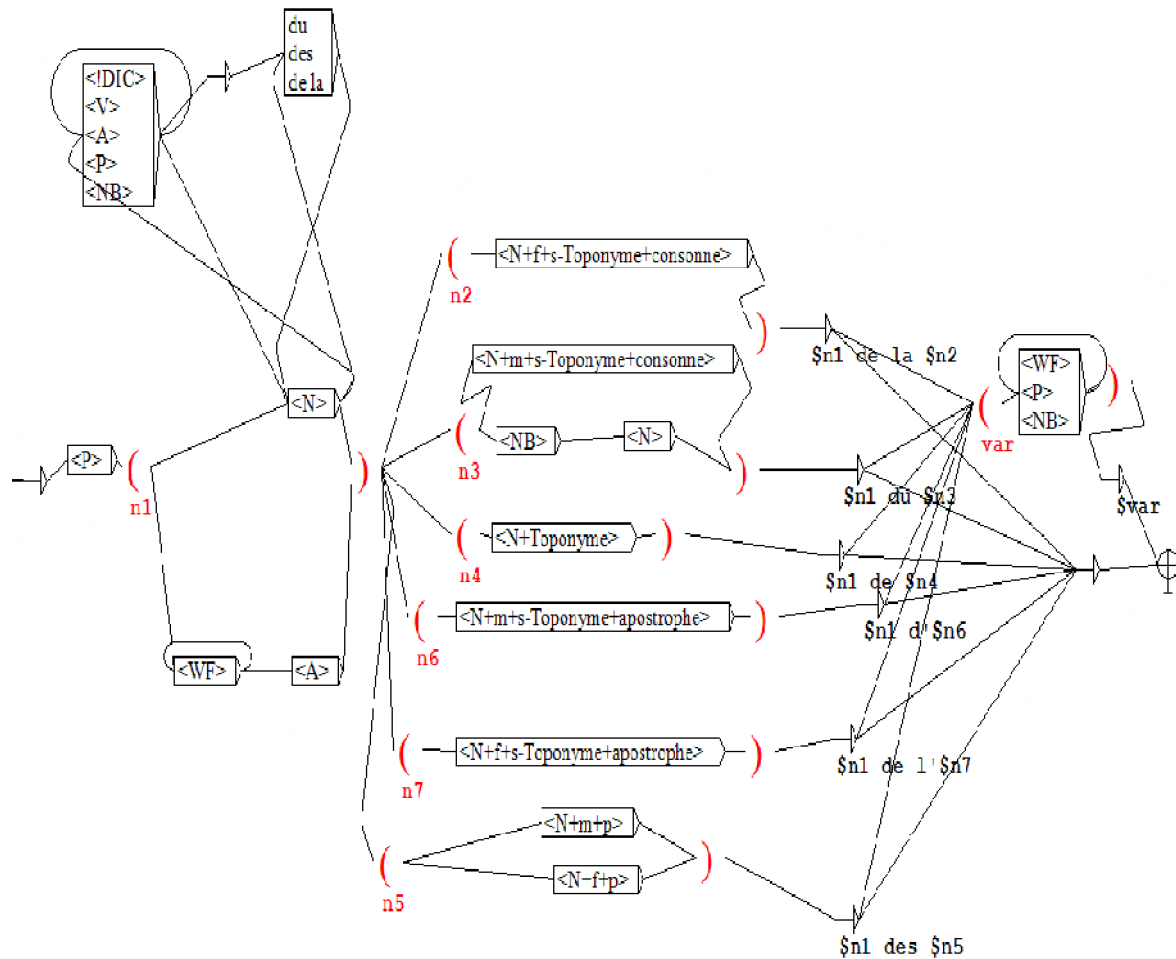 du
des
de la
<!DIC>
<V>
<A>
<P>
<NB>
<N+f+s-Toponyme+consonne>
n2
$n1 de la $n2
<N+m+s-Toponyme+consonne>
<WF>
<P>
<NB>
var
<N>
<NB>
<N>
n3
$n1 du $n3
<P>
n1
$var
<N+Toponyme>
n4
$n1 de $n4
<N+m+s-Toponyme+apostrophe>
n6
$n1 d'$n6
<WF>
<A>
<N+f+s-Toponyme+apostrophe>
n7
$n1 de l'$n7
<N+m+p>
<N-f+p>
n5
$n1 des $n5